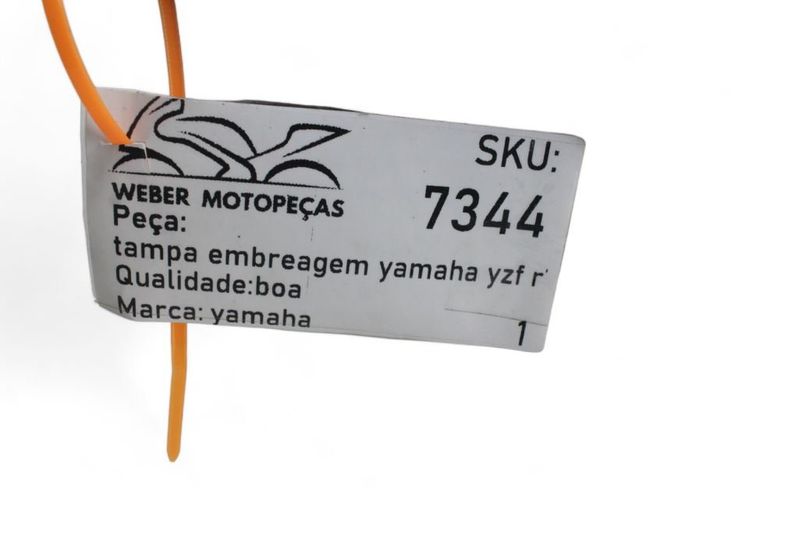 WEBER MOTOPEÇAS
SKU:
7344
Peça:
tampa embreagem yamaha yzf r
Qualidade:boa
Marca: yamaha
1